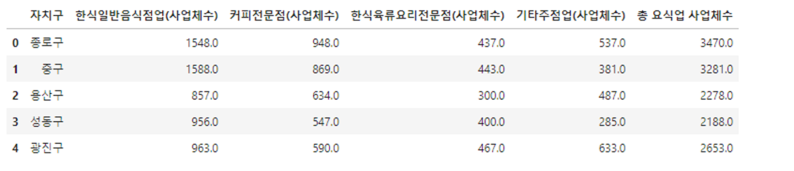 자치구 한식일반음식점업(사업체수) 커피전문점(사업체수) 한식육류요리전문점(사업체수) 기타주점업(사업체수) 총 요식업 사업체수
0 종로구 1548.0 948.0 437.0 537.0 3470.0
1 중구 1588.0 869.0 443.0 381.0 3281.0
2 용산구 857.0 634.0 300.0 487.0 2278.0
3 성동구 956.0 547.0 400.0 285.0 2188.0
4 광진구 963.0 590.0 467.0 633.0 2653.0